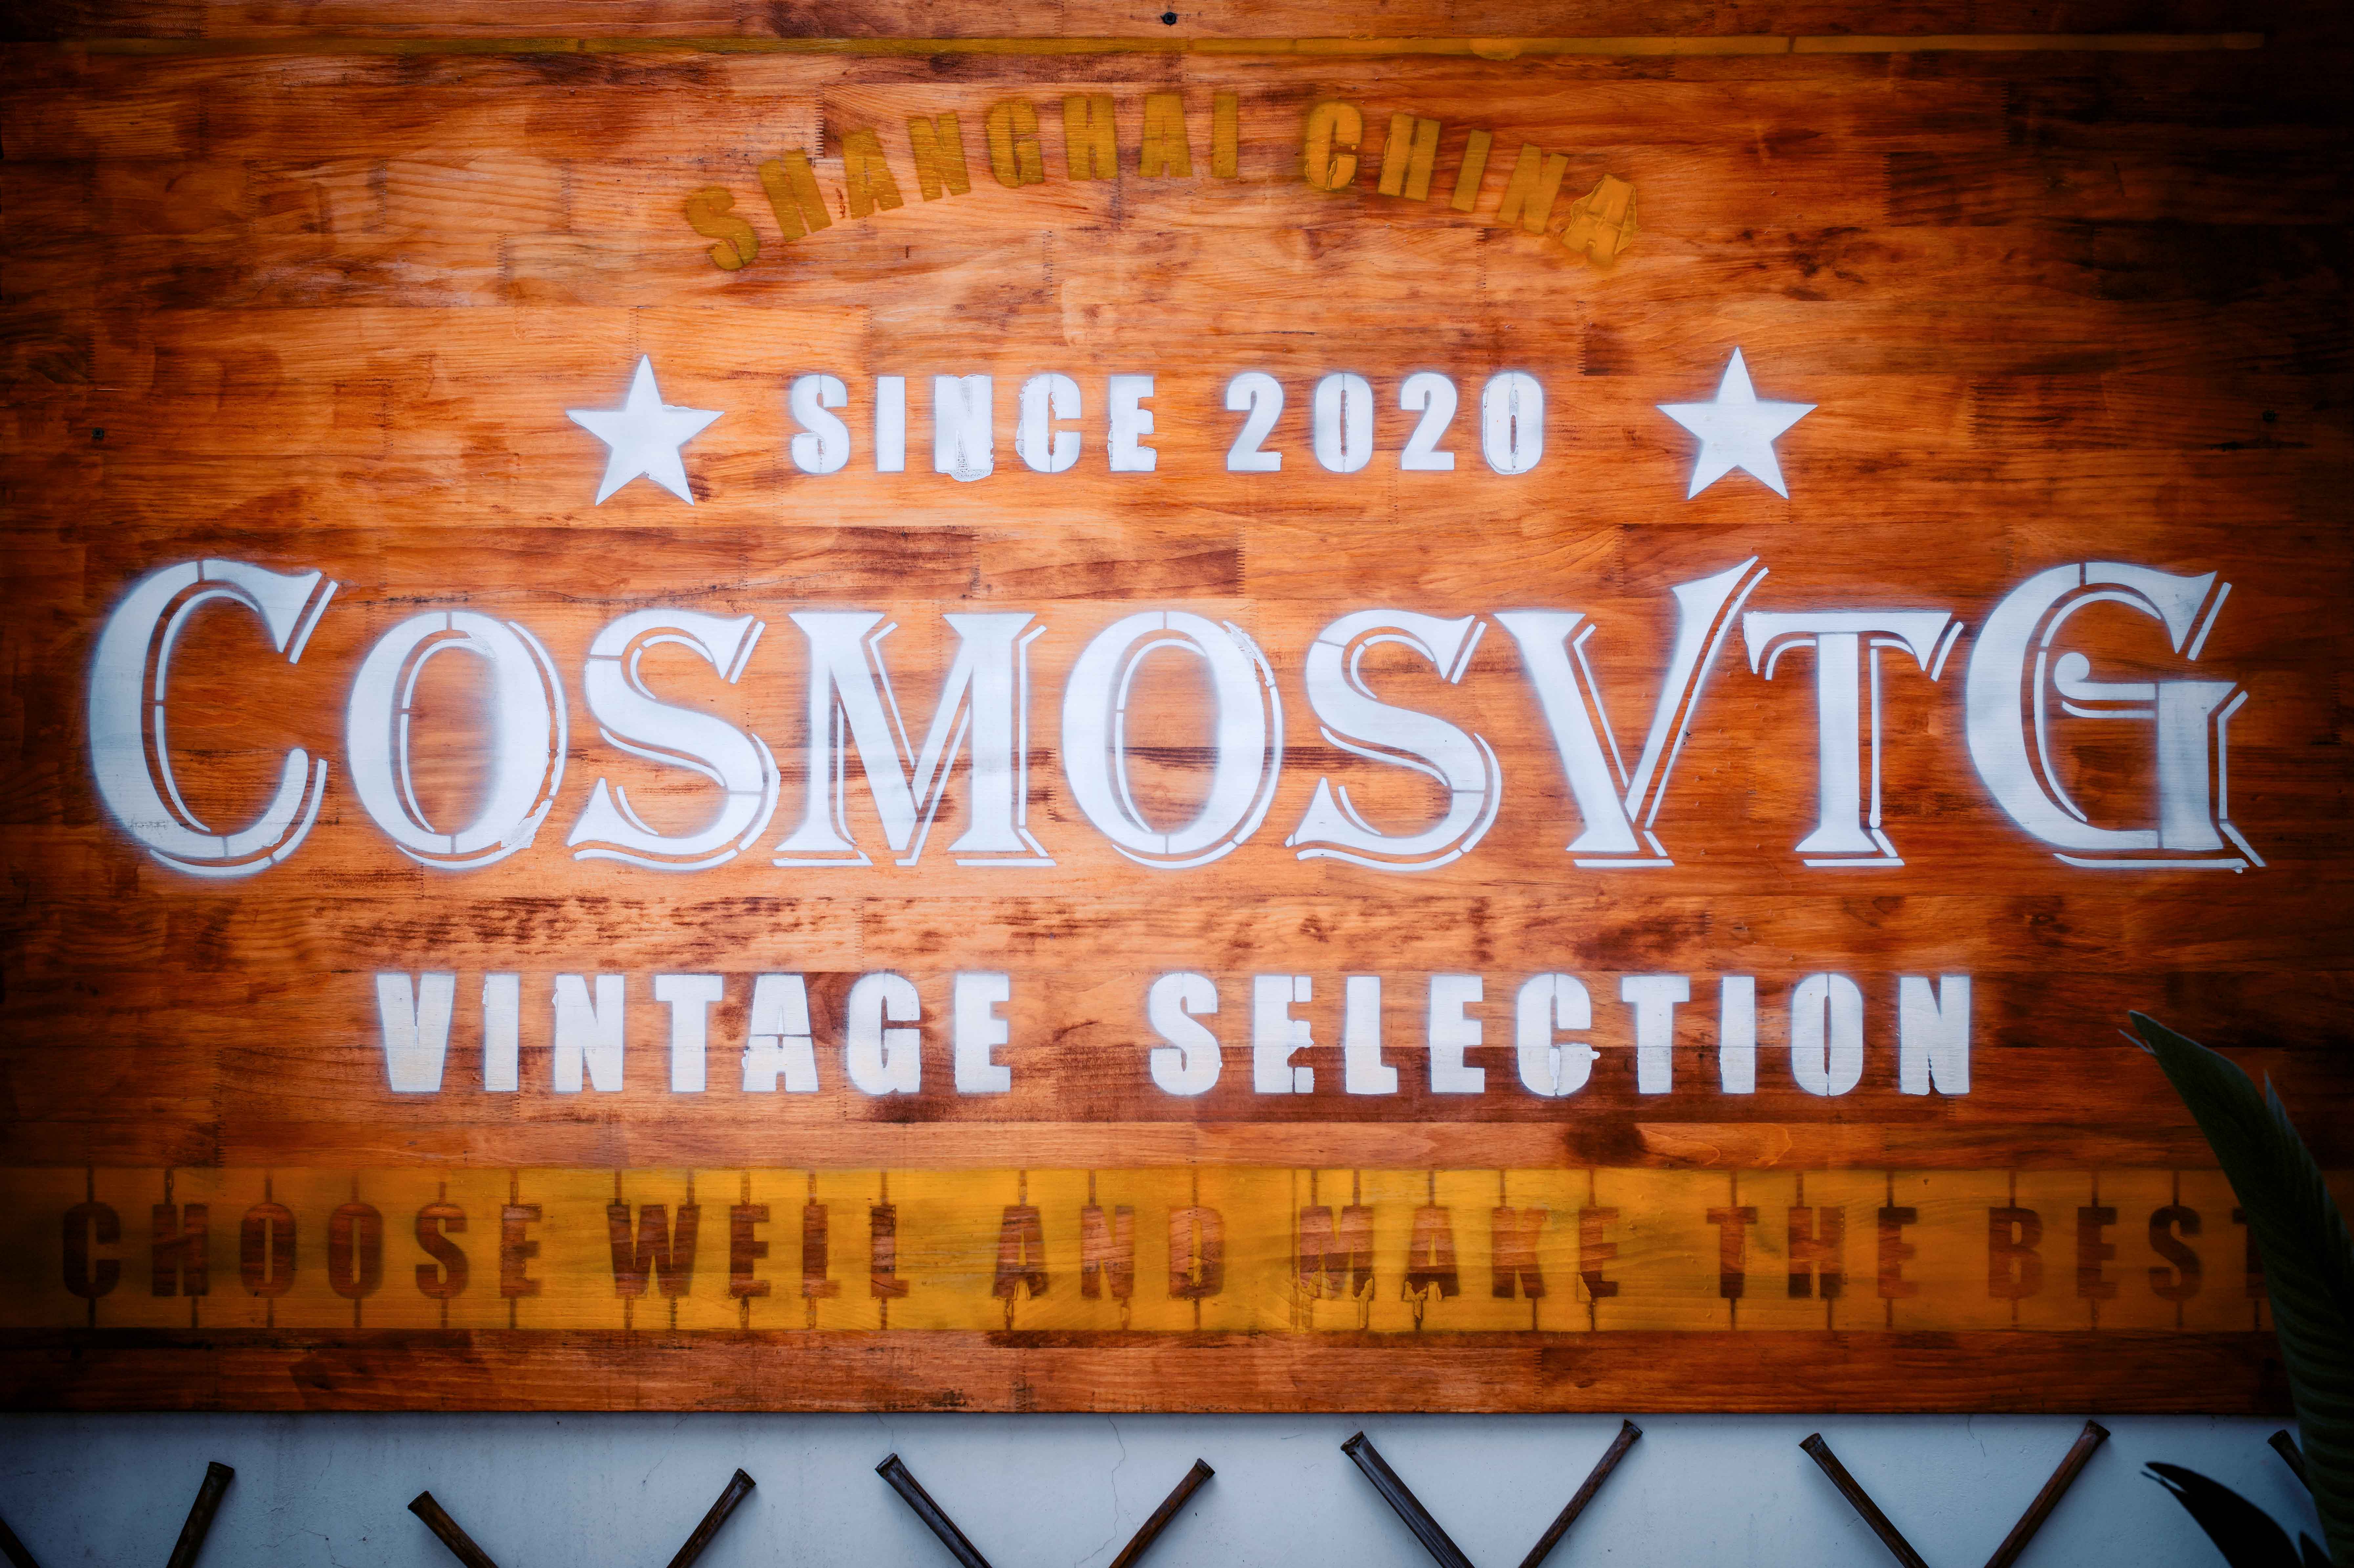 SHANGHAI CHINA
SINCE 2020
COSMOSVTG
VINTAGE SELECTION
CHOOSE WELL AND MAKE THE BEST